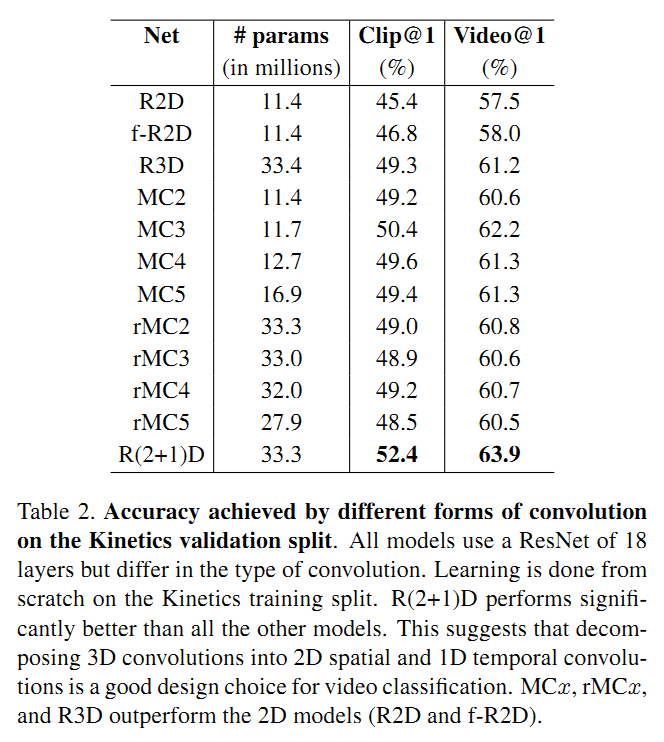 Net # params Clip@1 Video@1
(in millions) (%) (%)
R2D 11.4 45.4 57.5
f-R2D 11.4 46.8 58.0
R3D 33.4 49.3 61.2
MC2 11.4 49.2 60.6
MC3 11.7 50.4 62.2
MC4 12.7 49.6 61.3
MC5 16.9 49.4 61.3
rMC2 33.3 49.0 60.8
rMC3 33.0 48.9 60.6
rMC4 32.0 49.2 60.7
rMC5 27.9 48.5 60.5
R(2+1)D 33.3 52.4 63.9
Table 2. Accuracy achieved by different forms of convolution
on the Kinetics validation split. All models use a ResNet of 18
layers but differ in the type of convolution. Learning is done from
scratch on the Kinetics training split. R(2+1)D performs signifi-
cantly better than all the other models. This suggests that decom-
posing 3D convolutions into 2D spatial and 1D temporal convolu-
tions is a good design choice for video classification. MCx, rMCx,
and R3D outperform the 2D models (R2D and f-R2D).